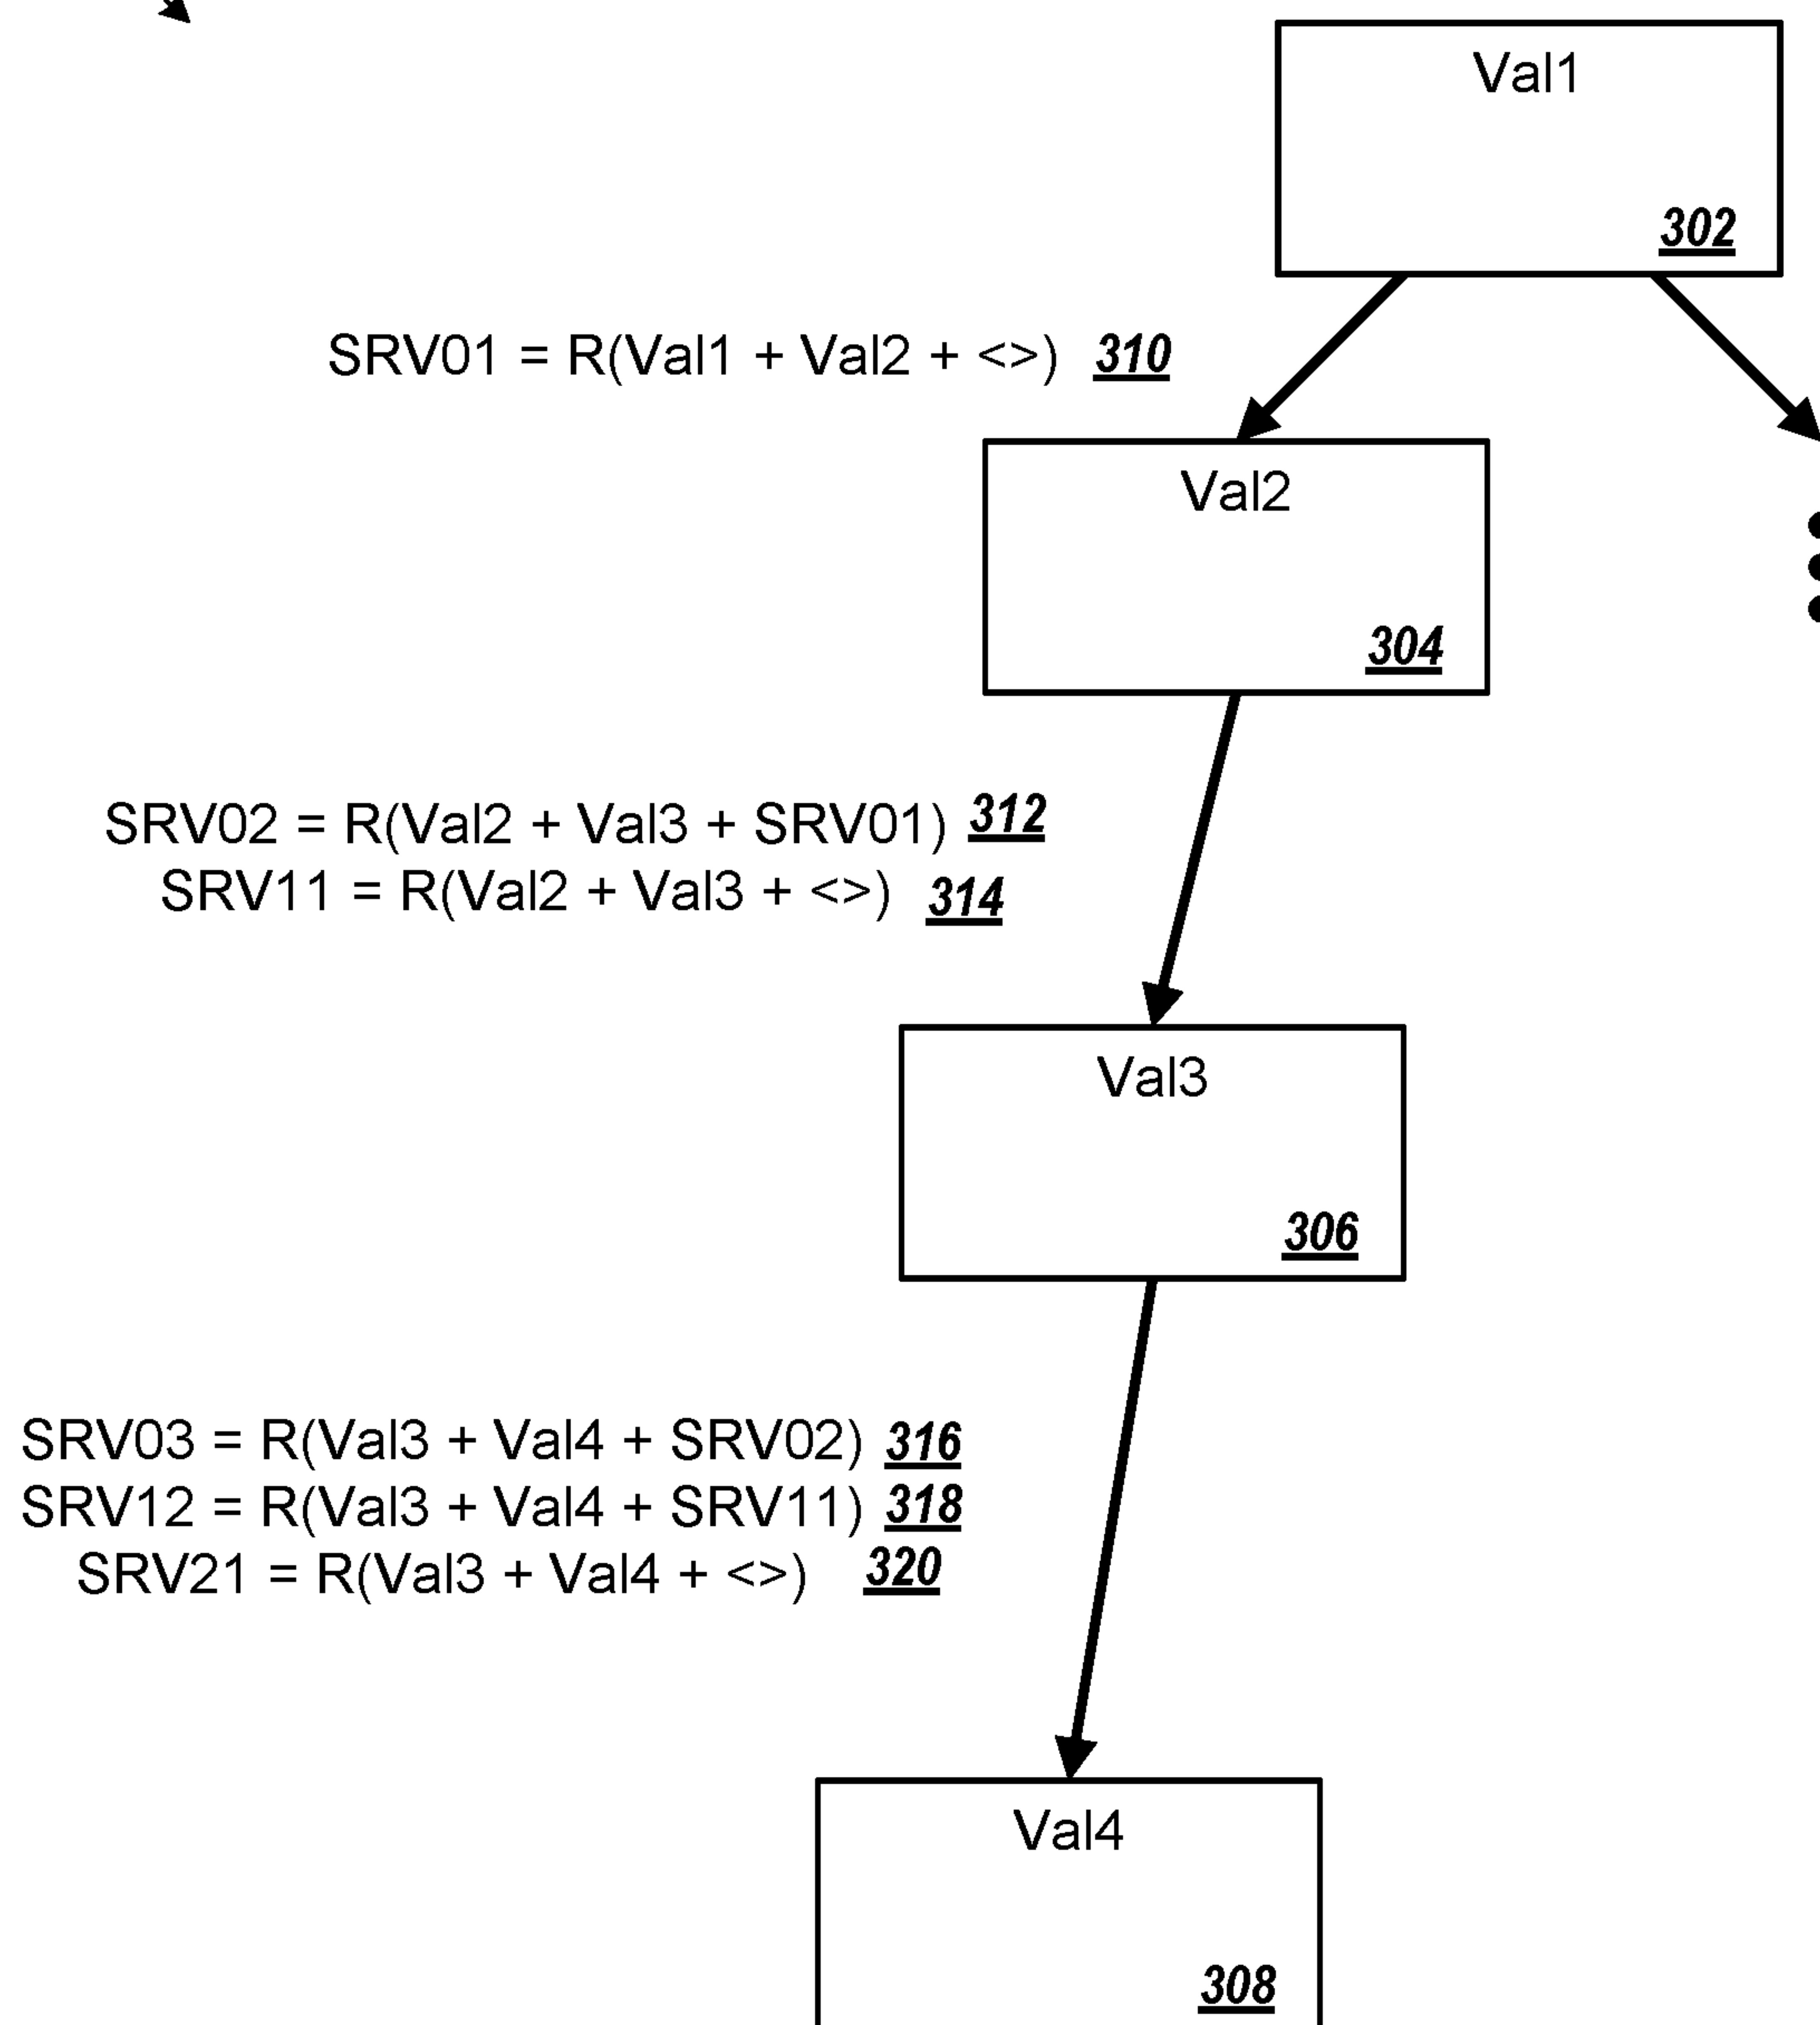 Val1
302
SRV01 = R(Val1 + Val2 + <>) 310
Val2
304
SRV02 = R(Val2 + Val3 + SRV01) 312
SRV11 = R(Val2 + Val3 + <>) 314
Val3
306
SRV03 = R(Val3 + Val4 + SRV02) 316
SRV12 = R(Val3 + Val4 + SRV11) 318
SRV21 = R(Val3 + Val4 + <>) 320
Val4
308